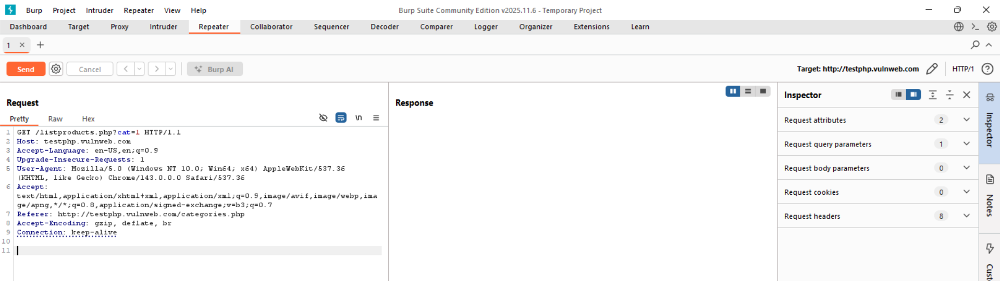 Burp Project Intruder Repeater View Help
Burp Suite Community Edition v2025.11.6 - Temporary Project
Dashboard Target Proxy Intruder Repeater Collaborator Sequencer Decoder Comparer Logger Organizer Extensions Learn
1
Send Cancel Burp AI
Target: http://testphp.vulnweb.com HTTP/1
Request
Pretty Raw Hex \n
1 GET /listproducts.php?cat=1 HTTP/1.1
2 Host: testphp.vulnweb.com
3 Accept-Language: en-US,en;q=0.9
4 Upgrade-Insecure-Requests: 1
5 User-Agent: Mozilla/5.0 (Windows NT 10.0; Win64; x64) AppleWebKit/537.36
(KHTML, like Gecko) Chrome/143.0.0.0 Safari/537.36
6 Accept:
text/html,application/xhtml+xml,application/xml;q=0.9,image/avif,image/webp,ima
ge/apng,*/*;q=0.8,application/signed-exchange;v=b3;q=0.7
7 Referer: http://testphp.vulnweb.com/categories.php
8 Accept-Encoding: gzip, deflate, br
9 Connection: keep-alive
10
11
Response
Inspector
Request attributes 2
Request query parameters 1
Request body parameters 0
Request cookies 0
Request headers 8
Inspector
Notes
Cust